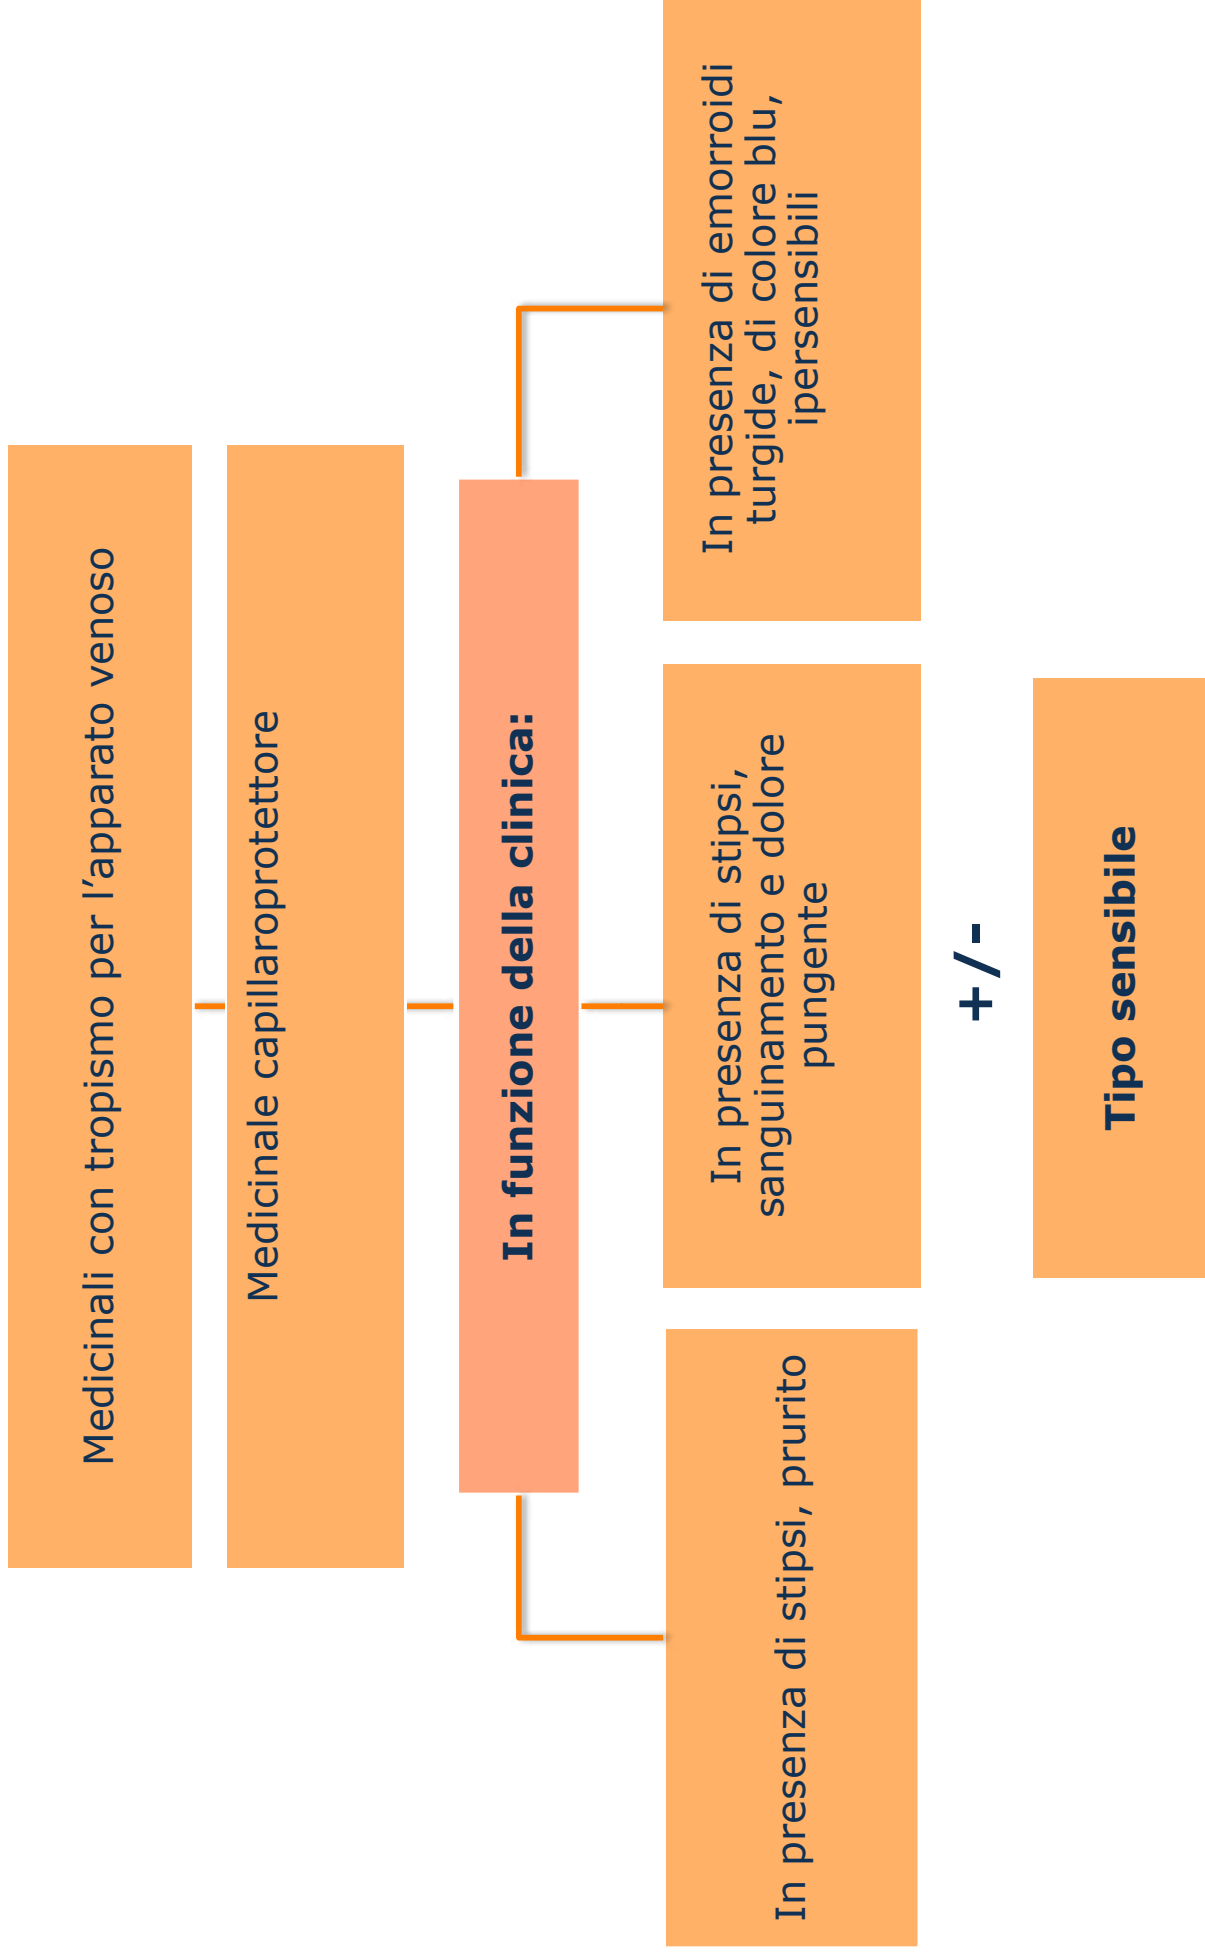 Medicinali con tropismo per l’apparato venoso
Medicinale capillaroprotettore
In funzione della clinica:
In presenza di stipsi, prurito
In presenza di stipsi,
sanguinamento e dolore
pungente
In presenza di emorroidi
turgide, di colore blu,
ipersensibili
+/-
Tipo sensibile